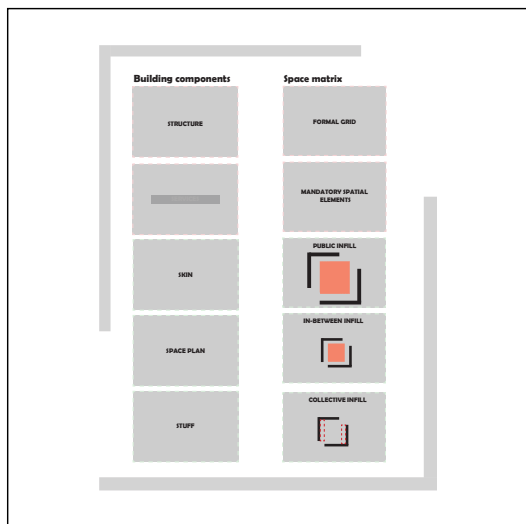 Building components
Space matrix
STRUCTURE
FORMAL GRID
MANDATORY SPATIAL
ELEMENTS
SKIN
PUBLIC INFILL
SPACE PLAN
IN-BETWEEN INFILL
STUFF
COLLECTIVE INFILL